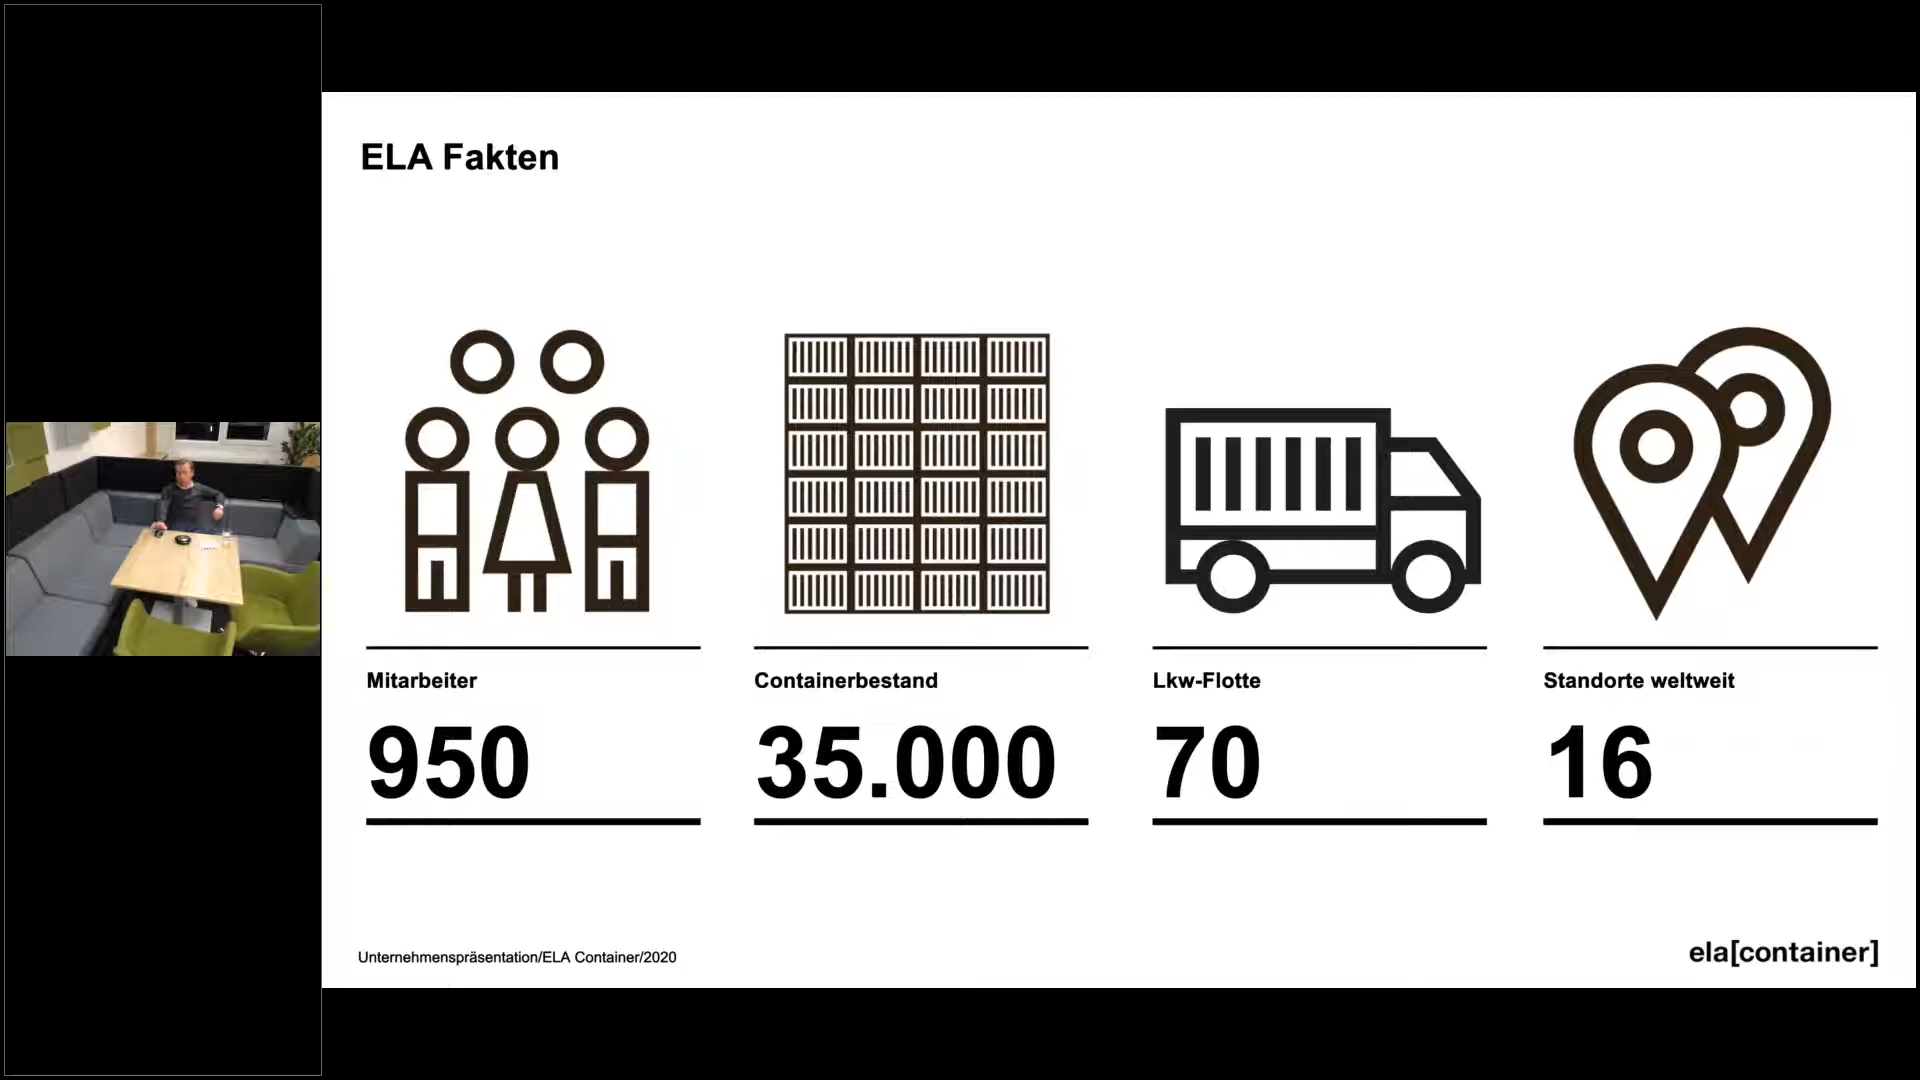 ELA Fakten
Mitarbeiter
950
Containerbestand
35.000
Lkw-Flotte
70
Standorte weltweit
16
Unternehmenspräsentation/ELA Container/2020
ela[container]